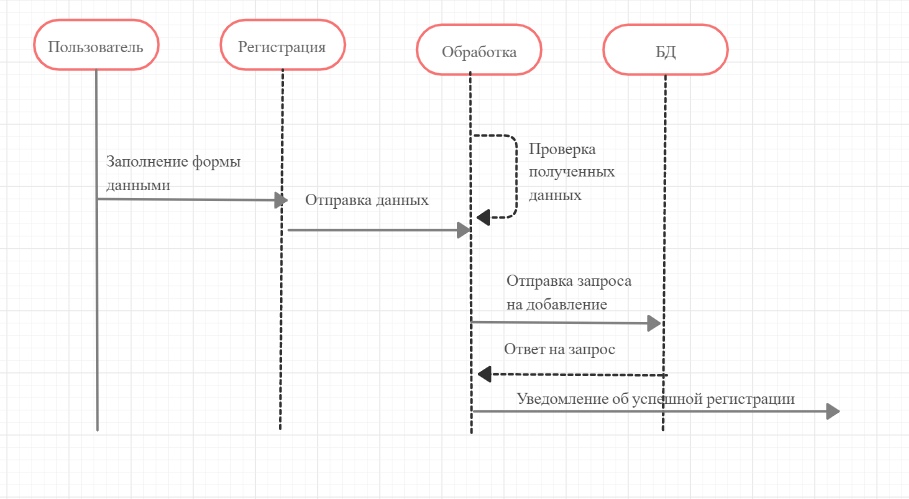 Пользователь
Регистрация
Обработка
БД
Заполнение формы
данными
Отправка данных
Проверка
полученных
данных
Отправка запроса
на добавление
Ответ на запрос
Уведомление об успешной регистрации